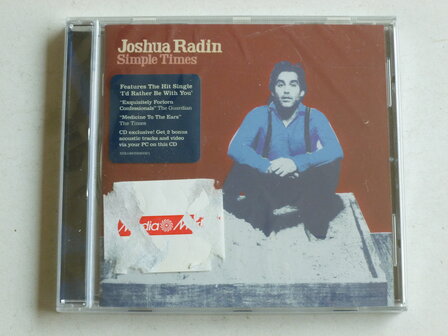 Joshua Radin
Simple Times
Features The Hit Single
'I'd Rather Be With You'
"Exquisitely Forlorn
Confessionals" The Guardian
"Medicine To The Ears"
The Times
CD exclusive! Get 2 bonus
acoustic tracks and video
via your PC on this CD